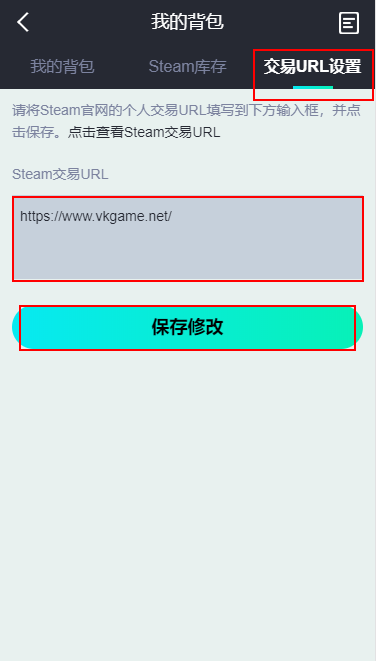 我的背包
我的背包 Steam库存 交易URL设置
请将Steam官网的个人交易URL填写到下方输入框，并点
击保存。点击查看Steam交易URL
Steam交易URL
https://www.vkgame.net/
保存修改